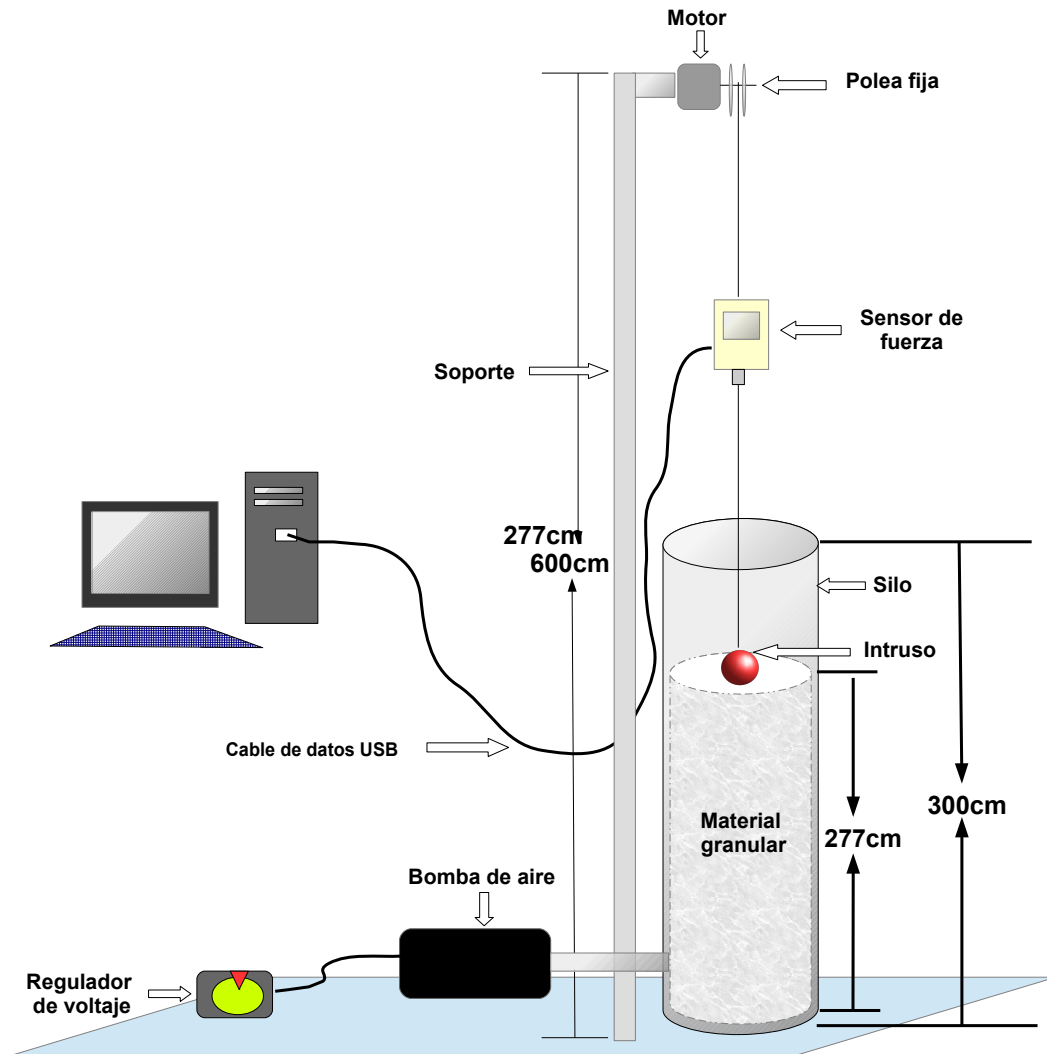 Motor
Polea fija
Sensor de
fuerza
Soporte
277cm
600cm
Silo
Intruso
Cable de datos USB
Material
granular
300cm
277cm
Bomba de aire
Regulador
de voltaje